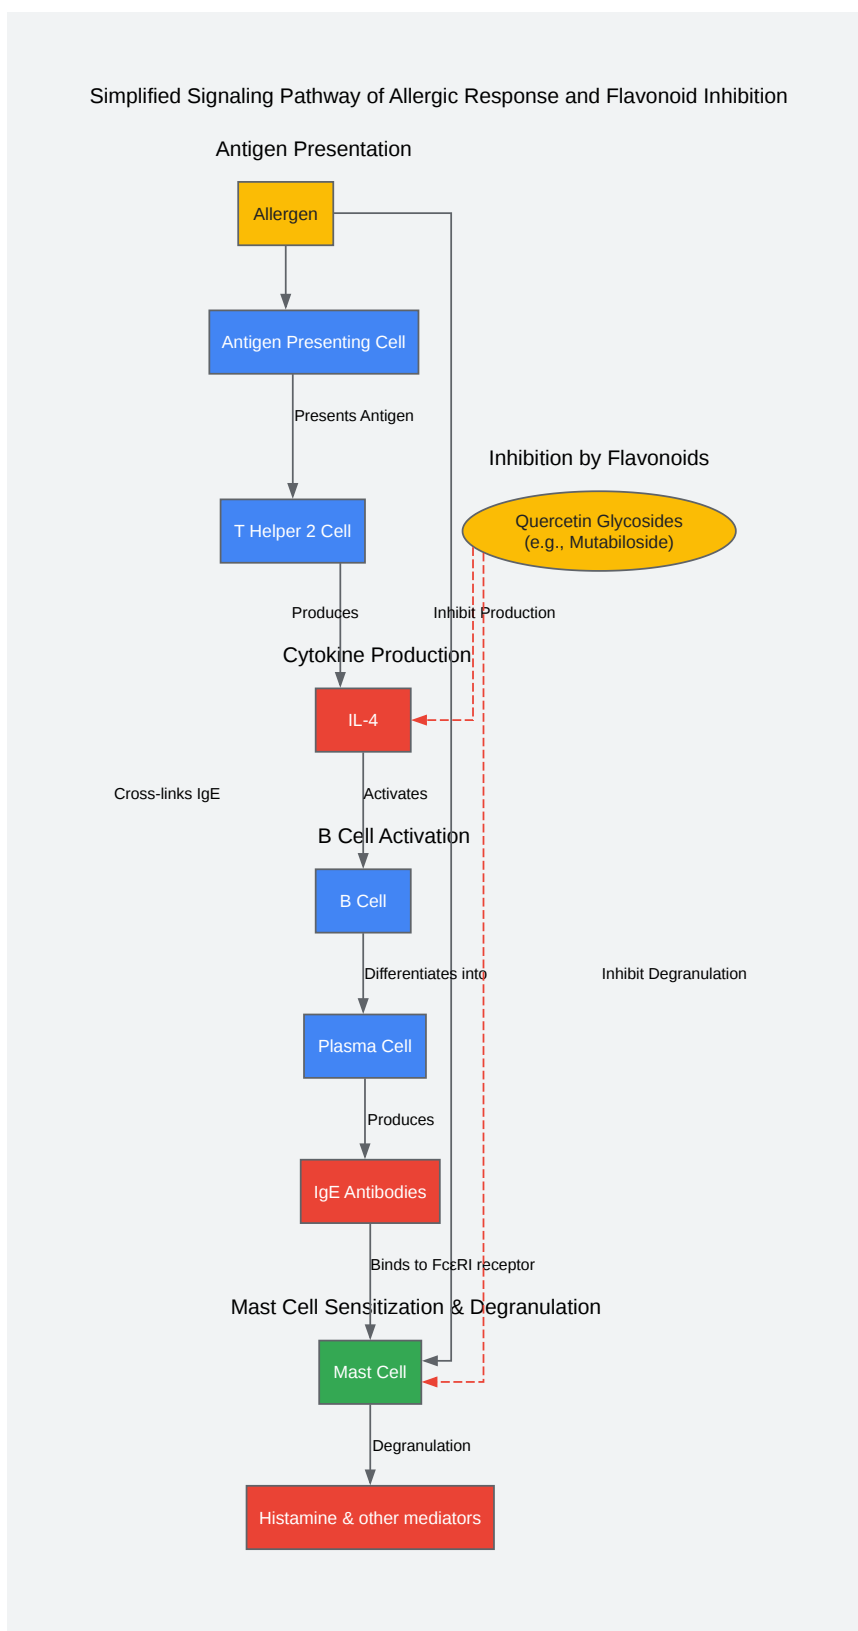 Simplified Signaling Pathway of Allergic Response and Flavonoid Inhibition
Antigen Presentation
Allergen
Antigen Presenting Cell
Presents Antigen
Inhibition by Flavonoids
T Helper 2 Cell
Quercetin Glycosides
(e.g., Mutabiloside)
Produces
Inhibit Production
Cytokine Production
IL-4
Cross-links IgE
Activates
B Cell Activation
B Cell
Differentiates into
Inhibit Degranulation
Plasma Cell
Produces
IgE Antibodies
Binds to FcεRI receptor
Mast Cell Sensitization & Degranulation
Mast Cell
Degranulation
Histamine & other mediators